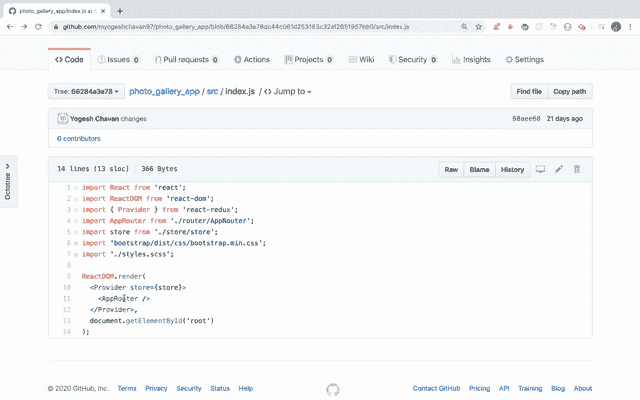 photo_gallery_app/index.js at 6
github.com/myogeshchavan97/photo_gallery_app/blob/66284a3e78dc44c061d253183c32af2651957bb0/src/index.js
Code Issues 0 Pull requests 0 Actions Projects 0 Wiki Security 0 Insights Settings
Tree: 66284a3e78 photo_gallery_app / src / index.js / Jump to Find file Copy path
Yogesh Chavan changes 80aee68 21 days ago
0 contributors
Octotree
14 lines (13 sloc) 366 Bytes Raw Blame History
1 import React from 'react';
2 import ReactDOM from 'react-dom';
3 import { Provider } from 'react-redux';
4 import AppRouter from './router/AppRouter';
5 import store from './store/store';
6 import 'bootstrap/dist/css/bootstrap.min.css';
7 import './styles.scss';
8
9 ReactDOM.render(
10 <Provider store={store}>
11 <AppRouter />
12 </Provider>,
13 document.getElementById('root')
14 );
© 2020 GitHub, Inc. Terms Privacy Security Status Help Contact GitHub Pricing API Training Blog About